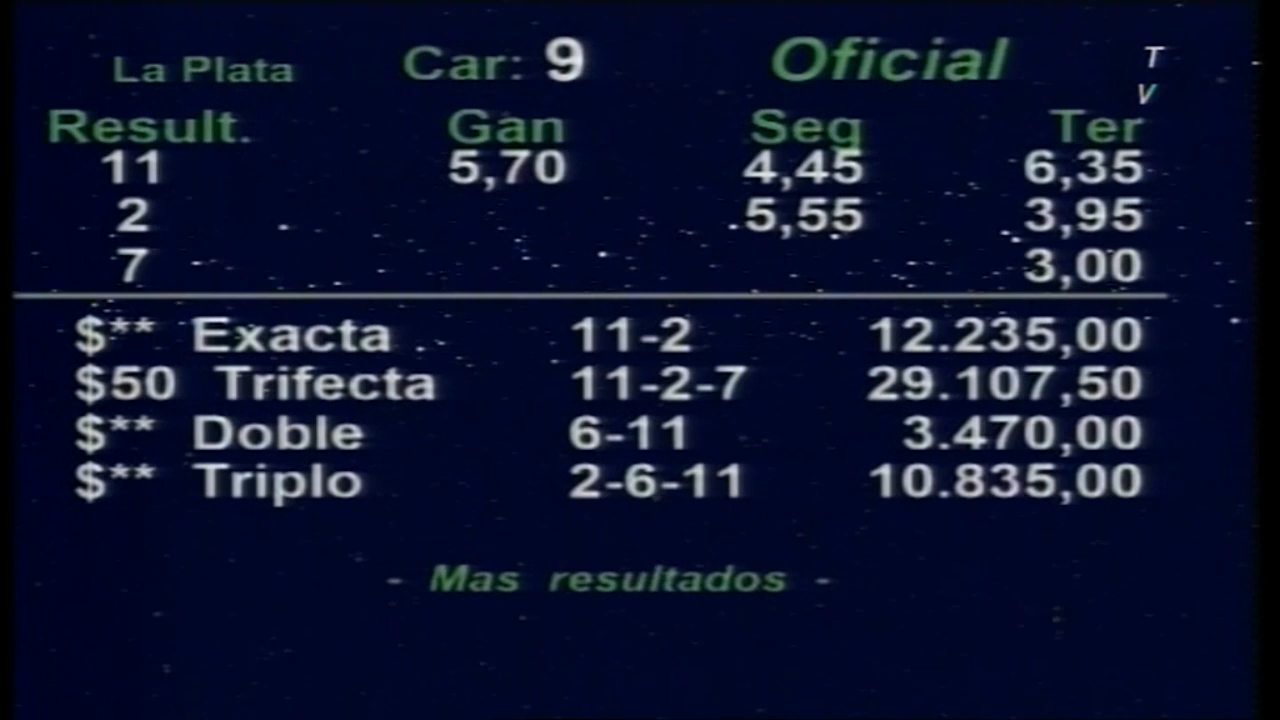 La Plata Car: 9 Oficial T
V
Result. Gan Seg Ter
11 5,70 4,45 6,35
2 5,55 3,95
7 3,00
$** Exacta 11-2 12.235,00
$50 Trifecta 11-2-7 29.107,50
$** Doble 6-11 3.470,00
$** Triplo 2-6-11 10.835,00
- Mas resultados -